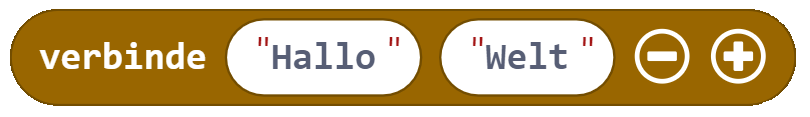 verbinde "Hallo" "Welt" − +